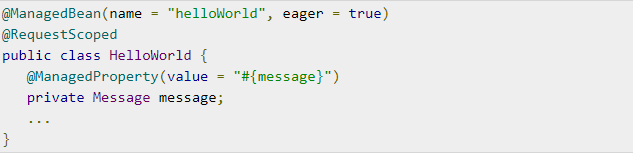 @ManagedBean(name = "helloWorld", eager = true)
@RequestScoped
public class HelloWorld {
   @ManagedProperty(value = "#{message}")
   private Message message;
   ...
}